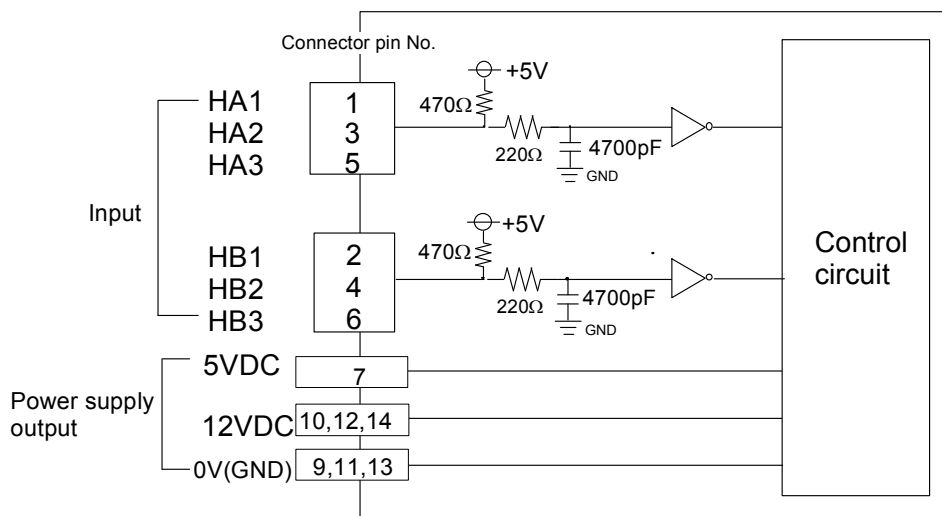 Connector pin No.
+5V
HA1
1
470Ω
HA2
3
HA3
5
220Ω
4700pF
GND
Input
+5V
HB1
2
470Ω
HB2
4
4700pF
HB3
6
220Ω
GND
Control
circuit
5VDC
7
Power supply
output
12VDC
10,12,14
0V(GND)
9,11,13